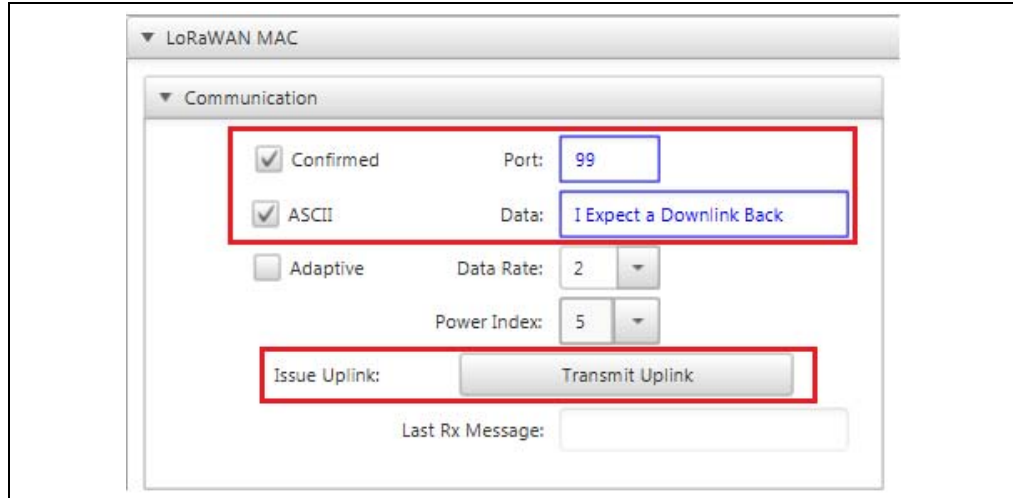 LoRaWAN MAC
Communication
Confirmed Port: 99
ASCII Data: I Expect a Downlink Back
Adaptive Data Rate: 2
Power Index: 5
Issue Uplink: Transmit Uplink
Last Rx Message: